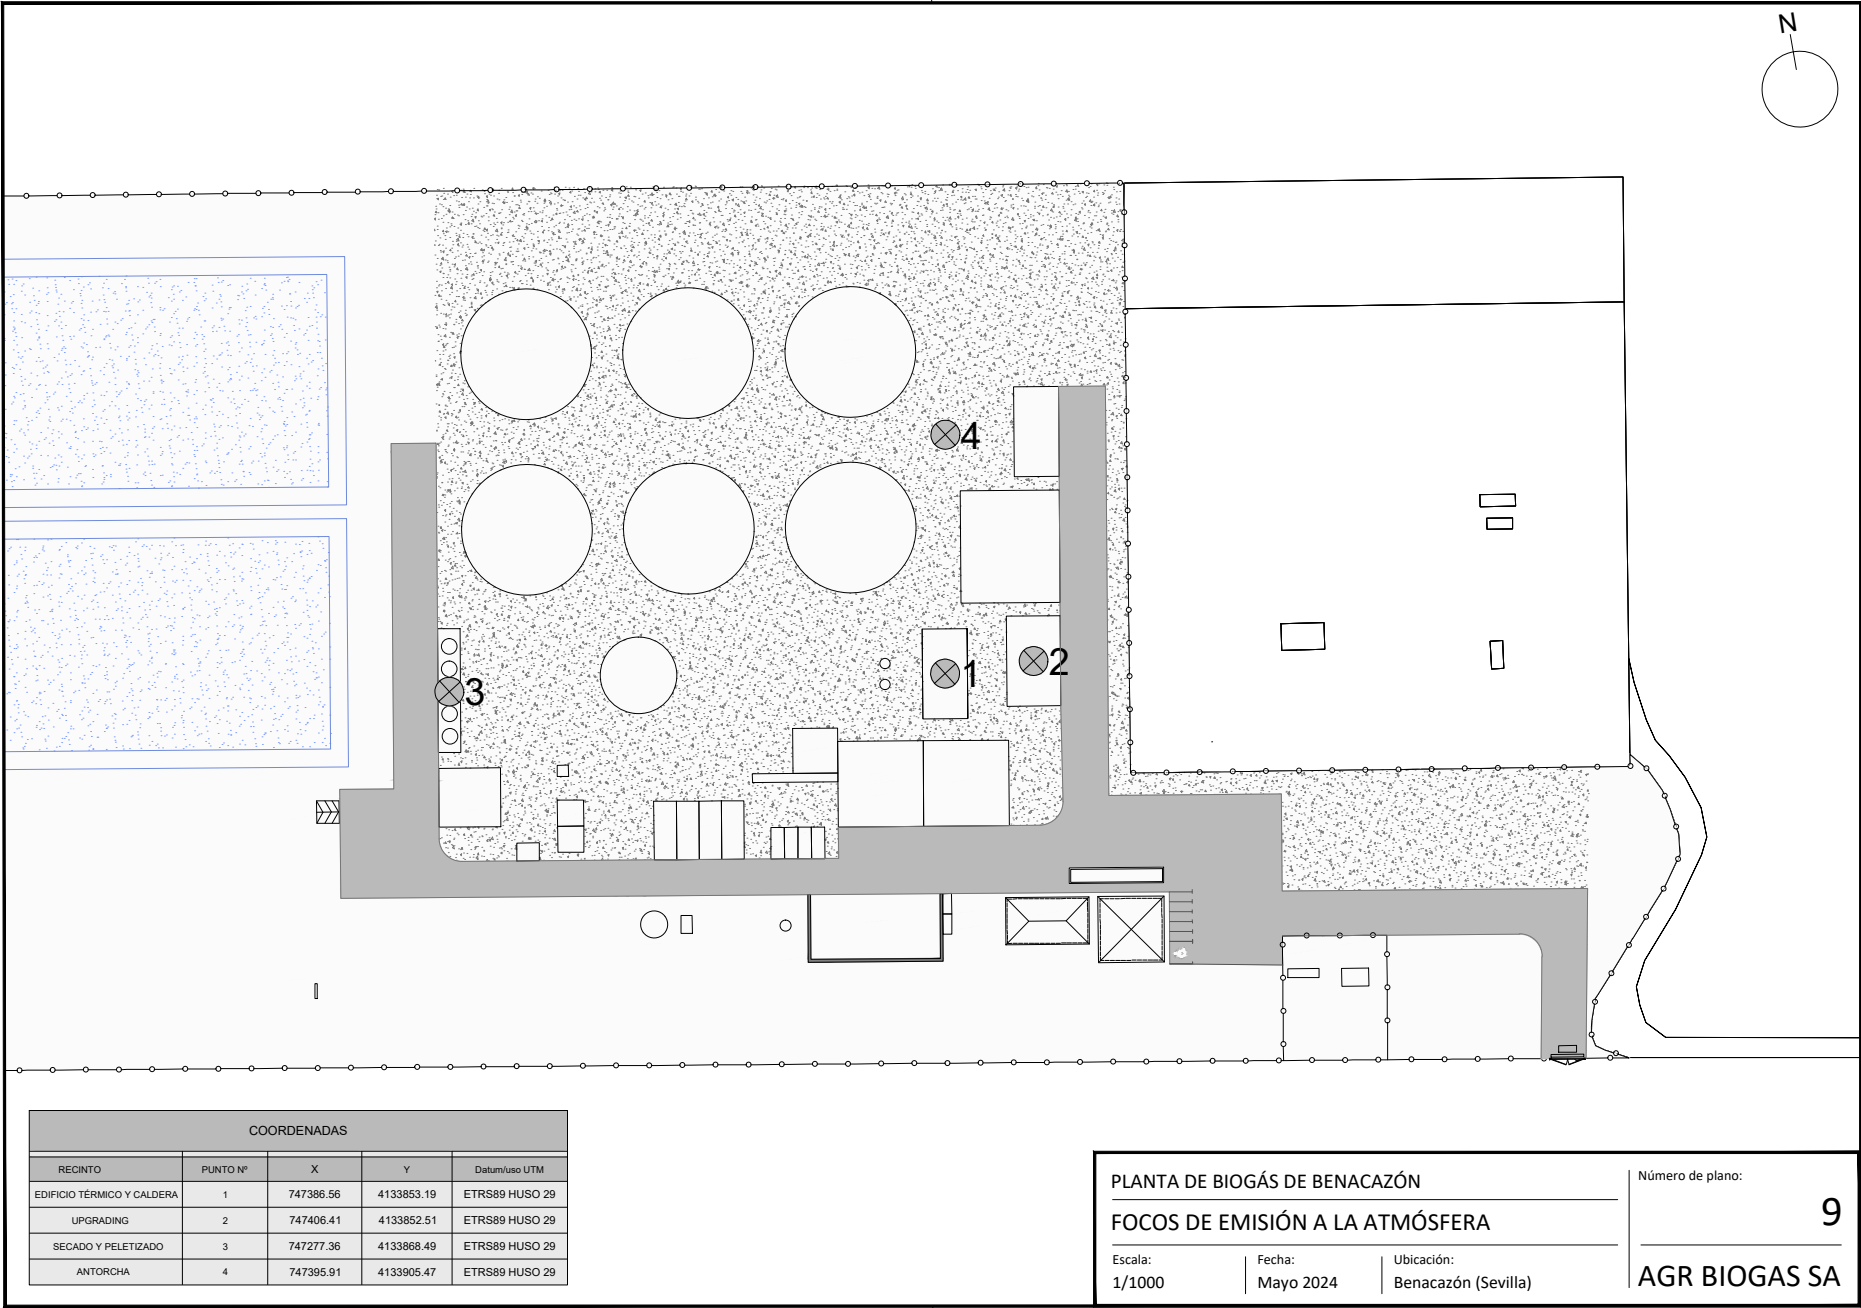 N
4
1
2
3
COORDENADAS
RECINTO PUNTO Nº X Y Datum/uso UTM
EDIFICIO TÉRMICO Y CALDERA 1 747386.56 4133853.19 ETRS89 HUSO 29
UPGRADING 2 747406.41 4133852.51 ETRS89 HUSO 29
SECADO Y PELETIZADO 3 747277.36 4133868.49 ETRS89 HUSO 29
ANTORCHA 4 747395.91 4133905.47 ETRS89 HUSO 29
PLANTA DE BIOGÁS DE BENACAZÓN
FOCOS DE EMISIÓN A LA ATMÓSFERA
Escala: Fecha: Ubicación:
1/1000 Mayo 2024 Benacazón (Sevilla)
Número de plano:
9
AGR BIOGAS SA